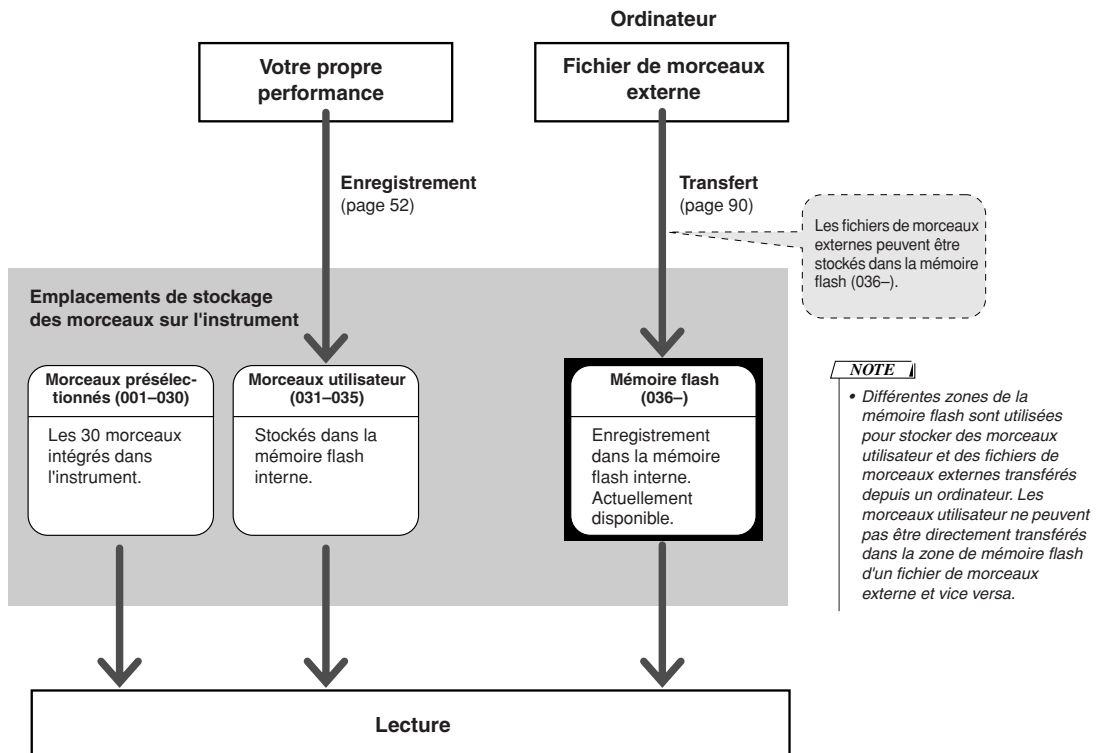 Ordinateur
Votre propre
performance
Fichier de morceaux
externe
Enregistrement
(page 52)
Transfert
(page 90)
Les fichiers de morceaux
externes peuvent être
stockés dans la mémoire
flash (036–).
Emplacements de stockage
des morceaux sur l'instrument
Morceaux présélec-
tionnés (001–030)
Les 30 morceaux
intégrés dans
l'instrument.
Morceaux utilisateur
(031–035)
Stockés dans la
mémoire flash
interne.
Mémoire flash
(036–)
Enregistrement
dans la mémoire
flash interne.
Actuellement
disponible.
NOTE
• Différentes zones de la
mémoire flash sont utilisées
pour stocker des morceaux
utilisateur et des fichiers de
morceaux externes transférés
depuis un ordinateur. Les
morceaux utilisateur ne peuvent
pas être directement transférés
dans la zone de mémoire flash
d'un fichier de morceaux
externe et vice versa.
Lecture